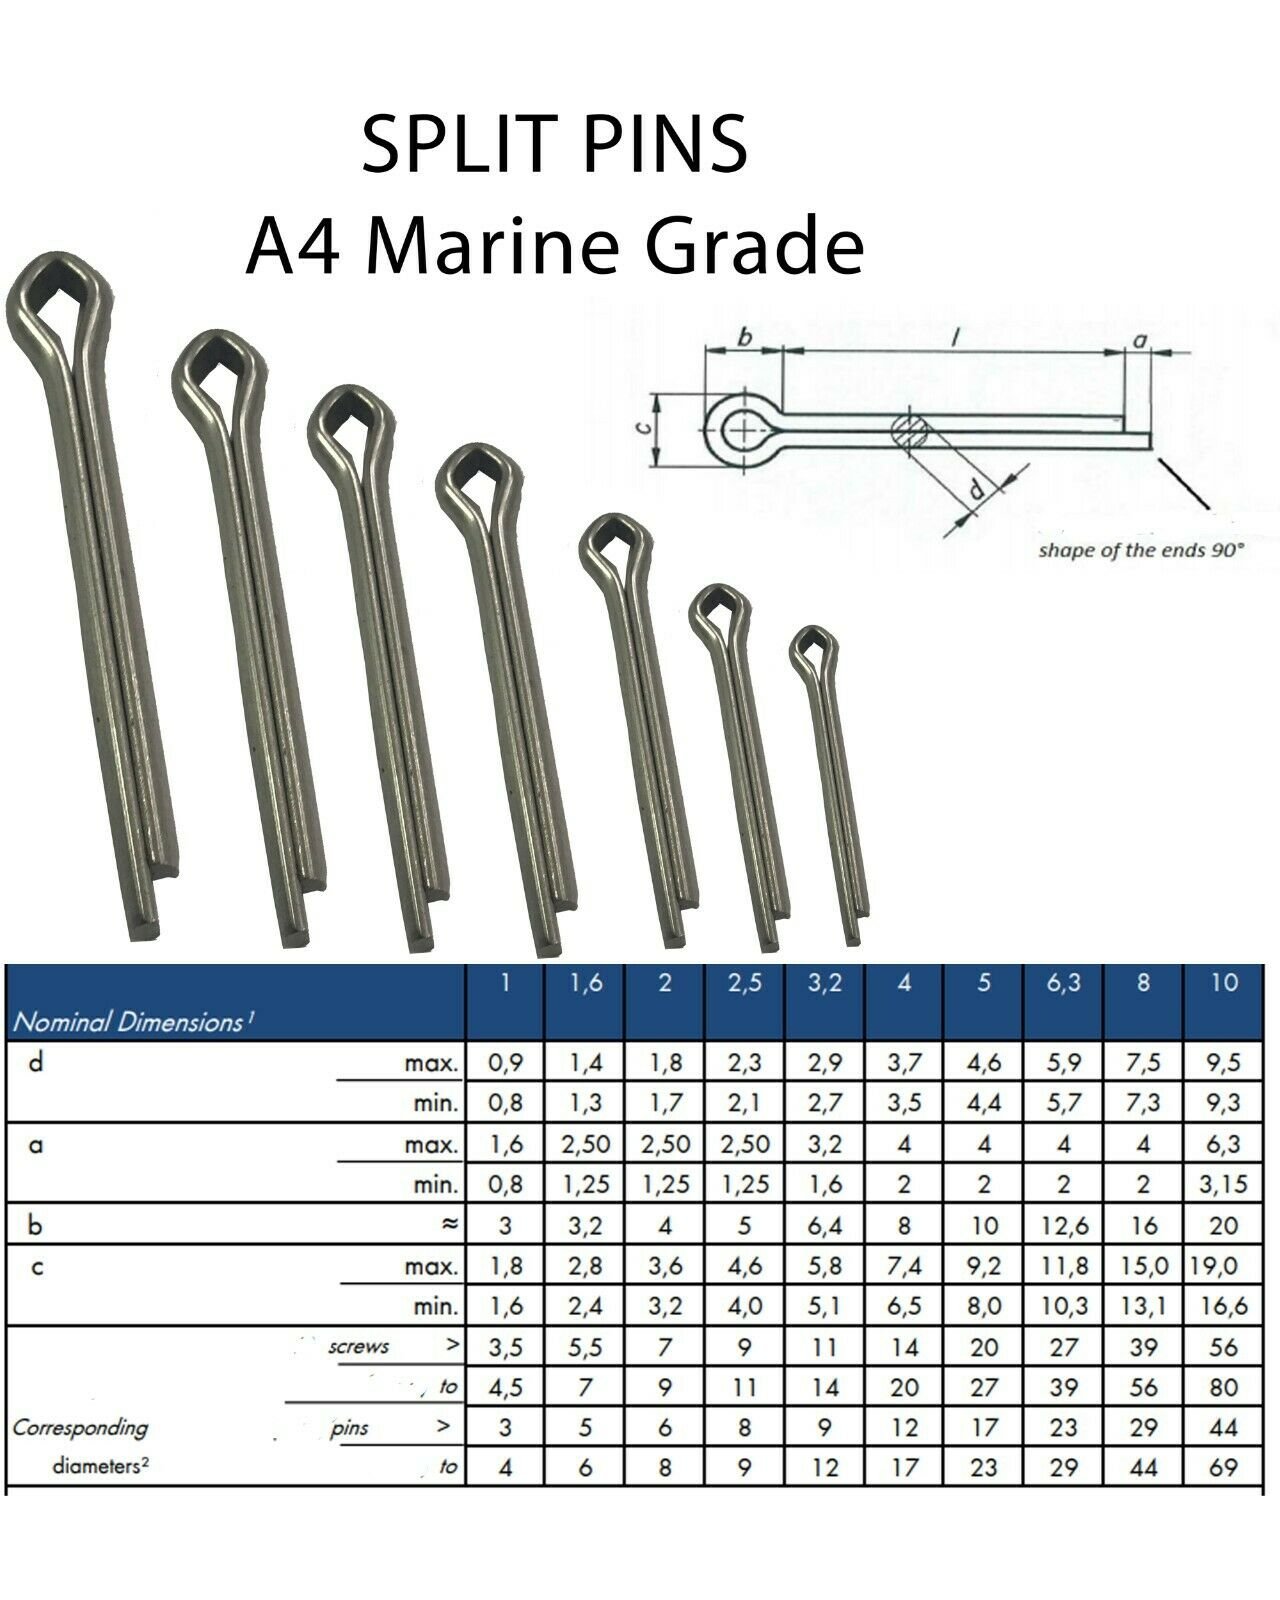 SPLIT PINS
A4 Marine Grade
b l a
c
d
shape of the ends 90°
1 1,6 2 2,5 3,2 4 5 6,3 8 10
Nominal Dimensions¹
d max. 0,9 1,4 1,8 2,3 2,9 3,7 4,6 5,9 7,5 9,5
min. 0,8 1,3 1,7 2,1 2,7 3,5 4,4 5,7 7,3 9,3
a max. 1,6 2,50 2,50 2,50 3,2 4 4 4 4 6,3
min. 0,8 1,25 1,25 1,25 1,6 2 2 2 2 3,15
b ≈ 3 3,2 4 5 6,4 8 10 12,6 16 20
c max. 1,8 2,8 3,6 4,6 5,8 7,4 9,2 11,8 15,0 19,0
min. 1,6 2,4 3,2 4,0 5,1 6,5 8,0 10,3 13,1 16,6
screws > 3,5 5,5 7 9 11 14 20 27 39 56
to 4,5 7 9 11 14 20 27 39 56 80
Corresponding pins > 3 5 6 8 9 12 17 23 29 44
diameters² to 4 6 8 9 12 17 23 29 44 69